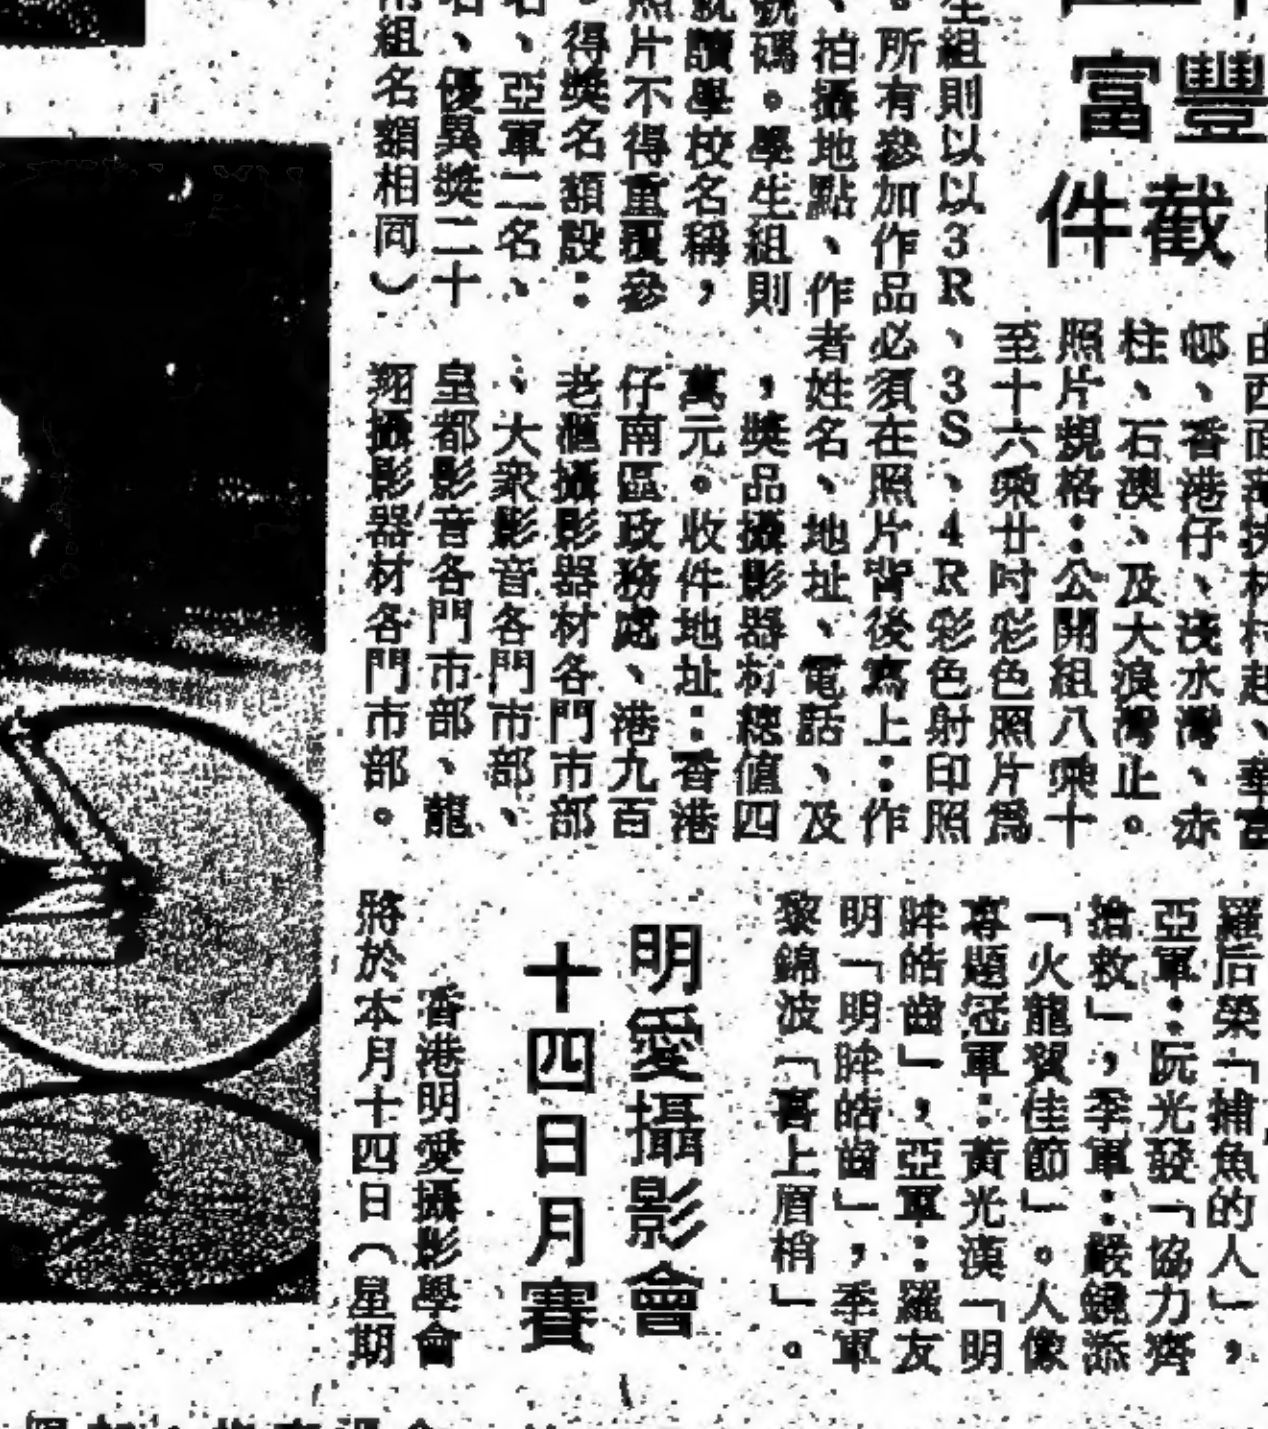 豐富
截件
由西面薄扶林村起、華富
邨、香港仔、淺水灣、赤
柱、石澳、及大浪灣止。
照片規格：公開組八乘十
至十六乘廿吋彩色照片為
生組則以以3R、3S、4R彩色射印照
。所有參加作品必須在照片背後寫上：作
、拍攝地點、作者姓名、地址、電話、及
號碼。學生組則，獎品攝影器材總值四
就讀學校名稱，萬元。收件地址：香港
照片不得重覆參仔南區政務處、港九百
。得獎名額設：老滙攝影器材各門市部
名、亞軍二名、、大衆影音各門市部、
名、優異獎二十皇都影音各門市部、龍
兩組名額相同）翔攝影器材各門市部。
羅后榮「捕魚的人」，
亞軍：阮光發「協力齊
搶救」，季軍：嚴鏡添
「火龍賀佳節」。人像
專題冠軍：黃光漢「明
眸皓齒」，亞軍：羅友
明「明眸皓齒」，季軍
黎錦波「喜上眉梢」。
明愛攝影會
十四日月賽
香港明愛攝影學會
將於本月十四日（星期